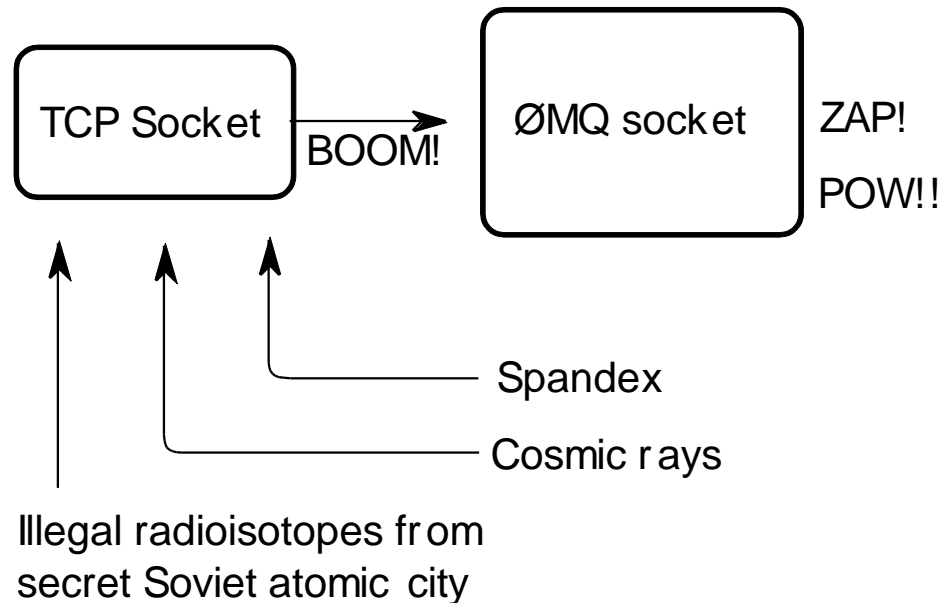 TCP Socket
BOOM!
ØMQ socket
ZAP!
POW!!
Spandex
Cosmic rays
Illegal radioisotopes from
secret Soviet atomic city